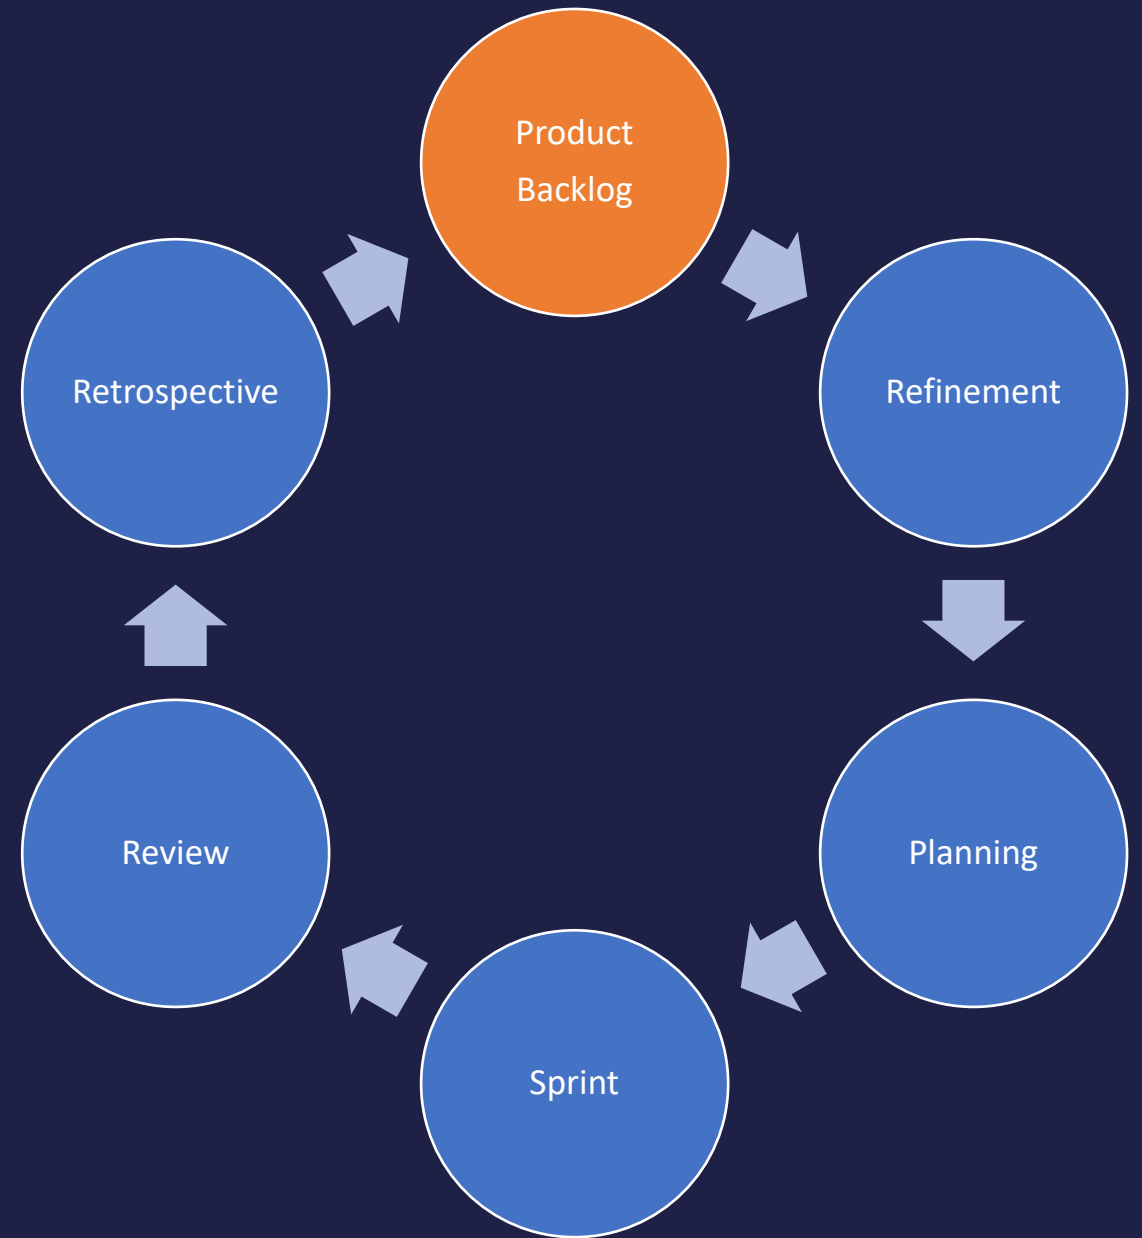 Product
Backlog
Refinement
Planning
Sprint
Review
Retrospective